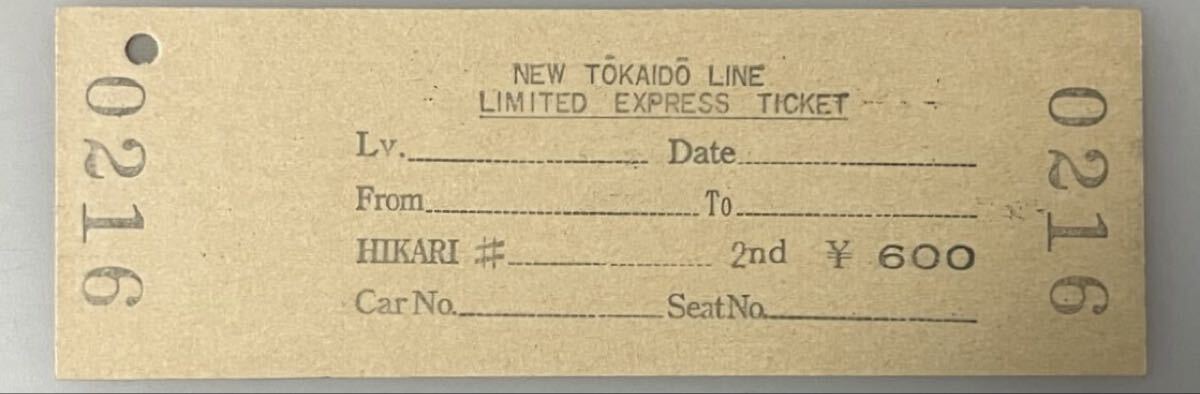 0216
NEW TŌKAIDŌ LINE
LIMITED EXPRESS TICKET
Lv. Date
From To
HIKARI # 2nd ¥ 600
Car No. Seat No.
0216